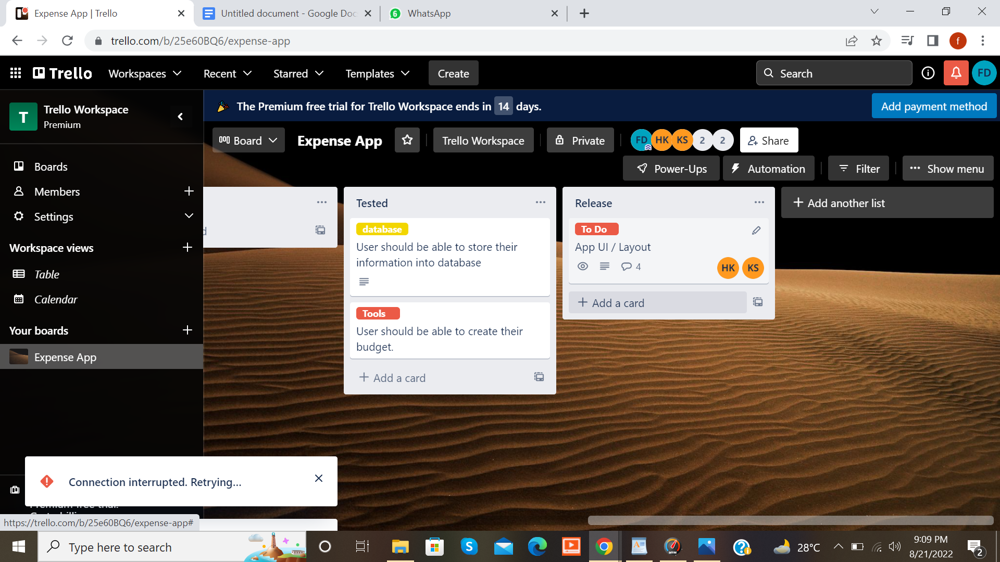 Expense App | Trello
Untitled document - Google Doc
6 WhatsApp
trello.com/b/25e60BQ6/expense-app
f
Trello Workspaces Recent Starred Templates Create
Search
FD
T
Trello Workspace
Premium
The Premium free trial for Trello Workspace ends in 14 days.
Add payment method
Board
Expense App
Trello Workspace
Private
FD HK KS 2 2
Share
Power-Ups
Automation
Filter
Show menu
Boards
Members
Settings
Workspace views
Table
Calendar
Your boards
Expense App
d
Tested
database
User should be able to store their
information into database
Tools
User should be able to create their
budget.
+ Add a card
Release
To Do
App UI / Layout
4
HK KS
+ Add a card
+ Add another list
Connection interrupted. Retrying...
Premium free trial.
https://trello.com/b/25e60BQ6/expense-app#
Type here to search
S
WPM
28°C
9:09 PM
8/21/2022
2